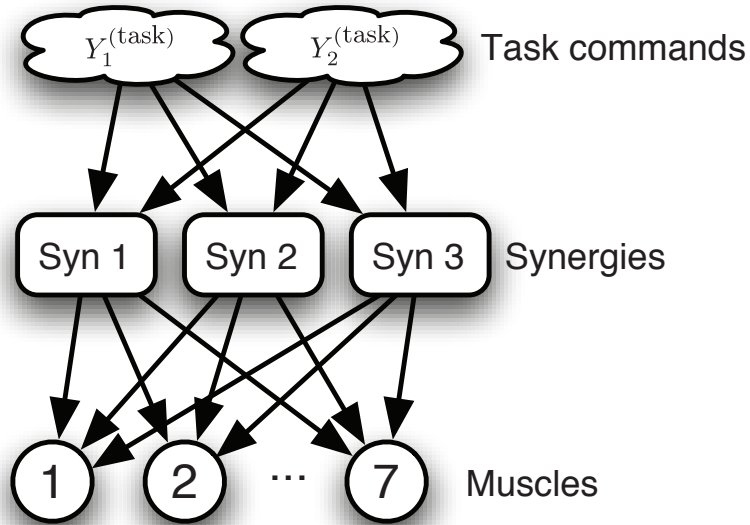 Y_1^(task) Y_2^(task) Task commands
Syn 1 Syn 2 Syn 3 Synergies
1 2 ... 7 Muscles